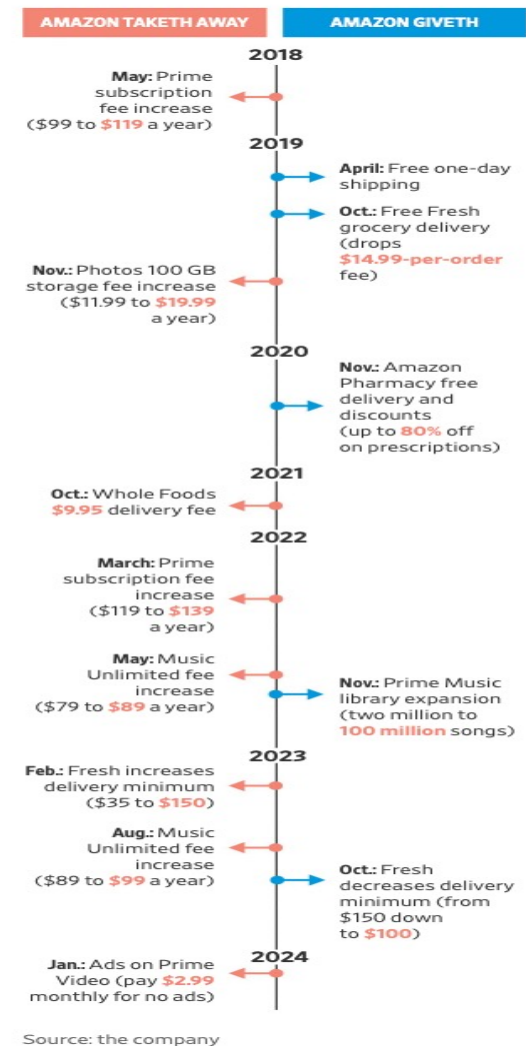 AMAZON TAKETH AWAY
AMAZON GIVETH
2018
May: Prime
subscription
fee increase
($99 to $119 a year)
2019
April: Free one-day
shipping
Oct.: Free Fresh
grocery delivery
(drops
$14.99-per-order
fee)
Nov.: Photos 100 GB
storage fee increase
($11.99 to $19.99
a year)
2020
Nov.: Amazon
Pharmacy free
delivery and
discounts
(up to 80% off
on prescriptions)
2021
Oct.: Whole Foods
$9.95 delivery fee
2022
March: Prime
subscription fee
increase
($119 to $139
a year)
May: Music
Unlimited fee
increase
($79 to $89 a year)
Nov.: Prime Music
library expansion
(two million to
100 million songs)
2023
Feb.: Fresh increases
delivery minimum
($35 to $150)
Aug.: Music
Unlimited fee
increase
($89 to $99 a year)
Oct.: Fresh
decreases delivery
minimum (from
$150 down
to $100)
2024
Jan.: Ads on Prime
Video (pay $2.99
monthly for no ads)
Source: the company